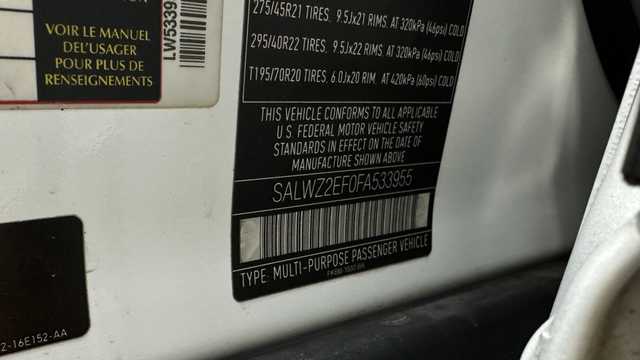 VOIR LE MANUEL
DEL'USAGER
POUR PLUS DE
RENSEIGNEMENTS
LW5339
275/45R21 TIRES, 9.5Jx21 RIMS. AT 320kPa (46psi) COLD
295/40R22 TIRES, 9.5Jx22 RIMS. AT 320kPa (46psi) COLD
T195/70R20 TIRES, 6.0Jx20 RIM. AT 420kPa (60psi) COLD
THIS VEHICLE CONFORMS TO ALL APPLICABLE
U.S. FEDERAL MOTOR VEHICLE SAFETY
STANDARDS IN EFFECT ON THE DATE OF
MANUFACTURE SHOWN ABOVE
SALWZ2EF0FA533955
TYPE: MULTI-PURPOSE PASSENGER VEHICLE
2-16E152-AA